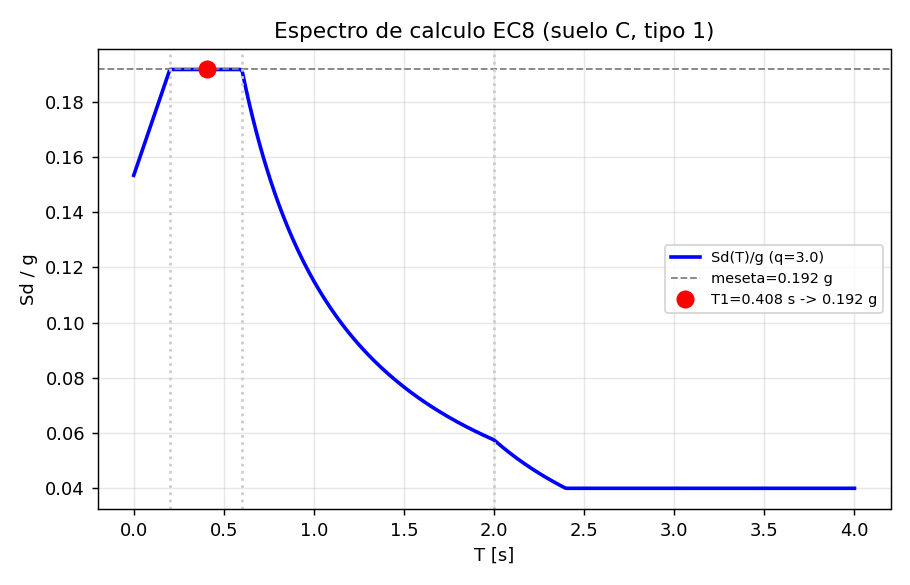 Espectro de calculo EC8 (suelo C, tipo 1)
Sd / g
0.18
0.16
0.14
0.12
0.10
0.08
0.06
0.04
Sd(T)/g (q=3.0)
meseta=0.192 g
T1=0.408 s -> 0.192 g
0.0 0.5 1.0 1.5 2.0 2.5 3.0 3.5 4.0
T [s]